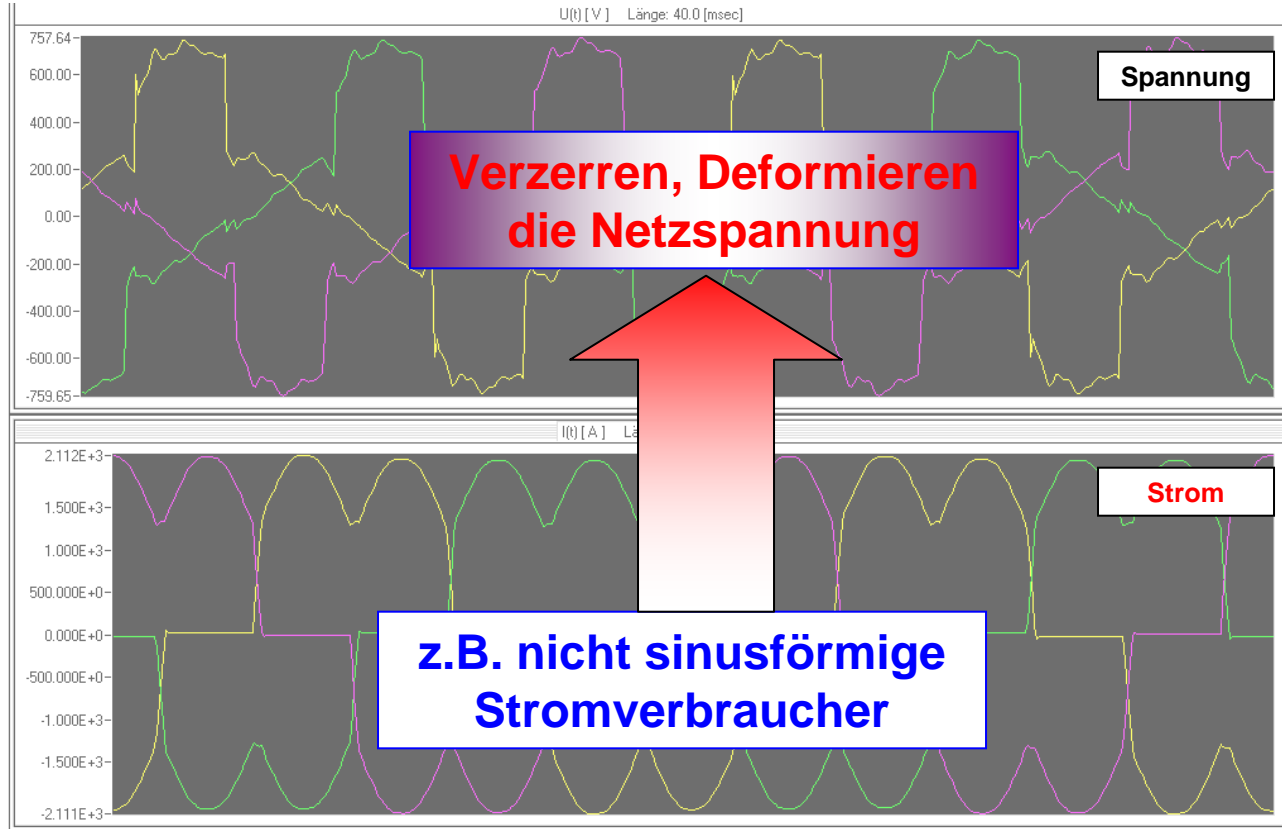 U(t) [ V ] Länge: 40.0 [msec]
757.64
600.00
400.00
200.00
0.00
-200.00
-400.00
-600.00
-759.65
Spannung
Verzerren, Deformieren
die Netzspannung
I(t) [ A ]
2.112E+3
1.500E+3
1.000E+3
500.000E+0
0.000E+0
-500.000E+0
-1.000E+3
-1.500E+3
-2.111E+3
Strom
z.B. nicht sinusförmige
Stromverbraucher